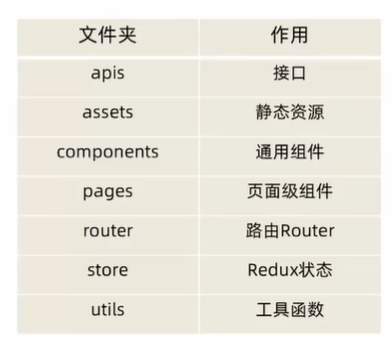 文件夹 作用
apis 接口
assets 静态资源
components 通用组件
pages 页面级组件
router 路由Router
store Redux状态
utils 工具函数